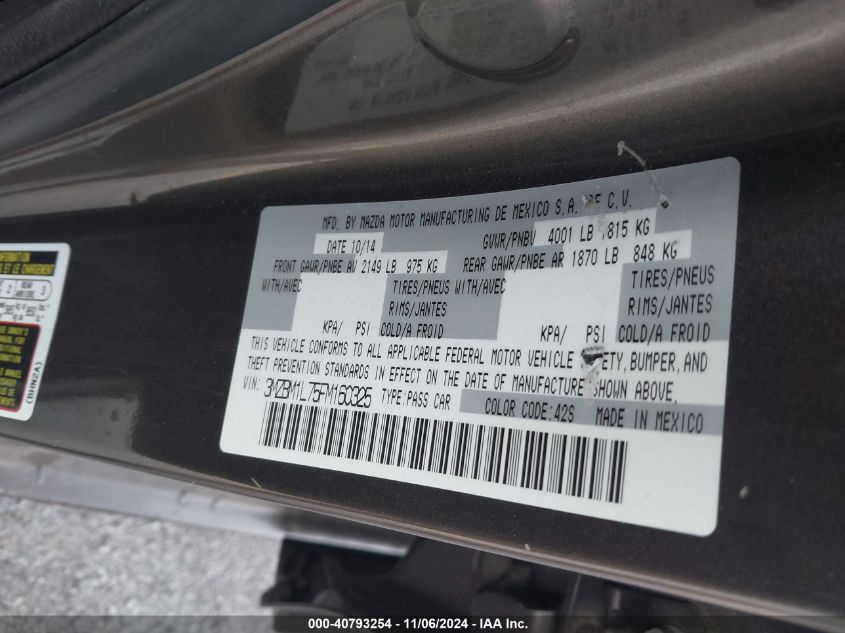 MFD. BY MAZDA MOTOR MANUFACTURING DE MEXICO S.A. DE C.V.
DATE 10/14 GVWR/PNBV 4001 LB 1815 KG
FRONT GAWR/PNBE AV 2149 LB 975 KG REAR GAWR/PNBE AR 1870 LB 848 KG
WITH/AVEC TIRES/PNEUS WITH/AVEC TIRES/PNEUS
RIMS/JANTES RIMS/JANTES
KPA/ PSI COLD/A FROID KPA/ PSI COLD/A FROID
THIS VEHICLE CONFORMS TO ALL APPLICABLE FEDERAL MOTOR VEHICLE SAFETY, BUMPER, AND
THEFT PREVENTION STANDARDS IN EFFECT ON THE DATE OF MANUFACTURE SHOWN ABOVE.
VIN: 3MZBM1L75FM160325 TYPE:PASS CAR COLOR CODE:42S MADE IN MEXICO
(BHN2A)
000-40793254 - 11/06/2024 - IAA Inc.